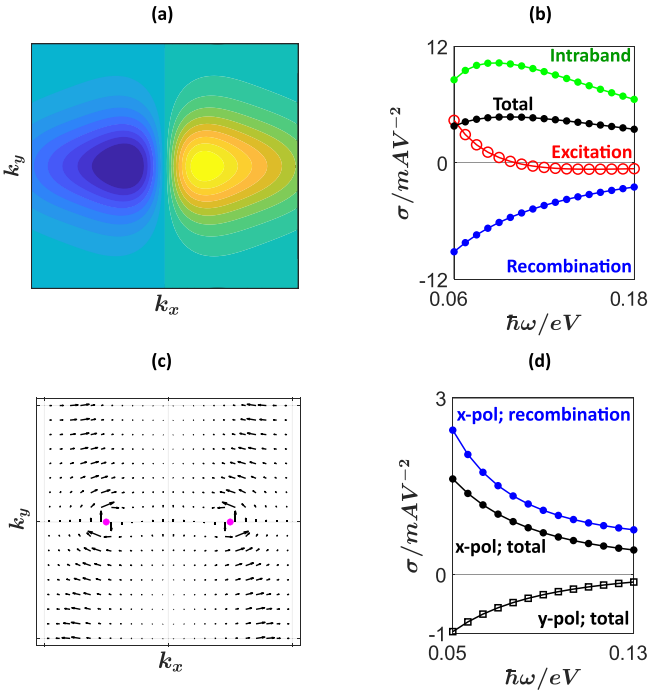 (a)
k_y
k_x
(b)
σ/mAV⁻²
12
0
-12
Intraband
Total
Excitation
Recombination
0.06
0.18
ħω/eV
(c)
k_y
k_x
(d)
σ/mAV⁻²
3
0
-1
x-pol; recombination
x-pol; total
y-pol; total
0.05
0.13
ħω/eV